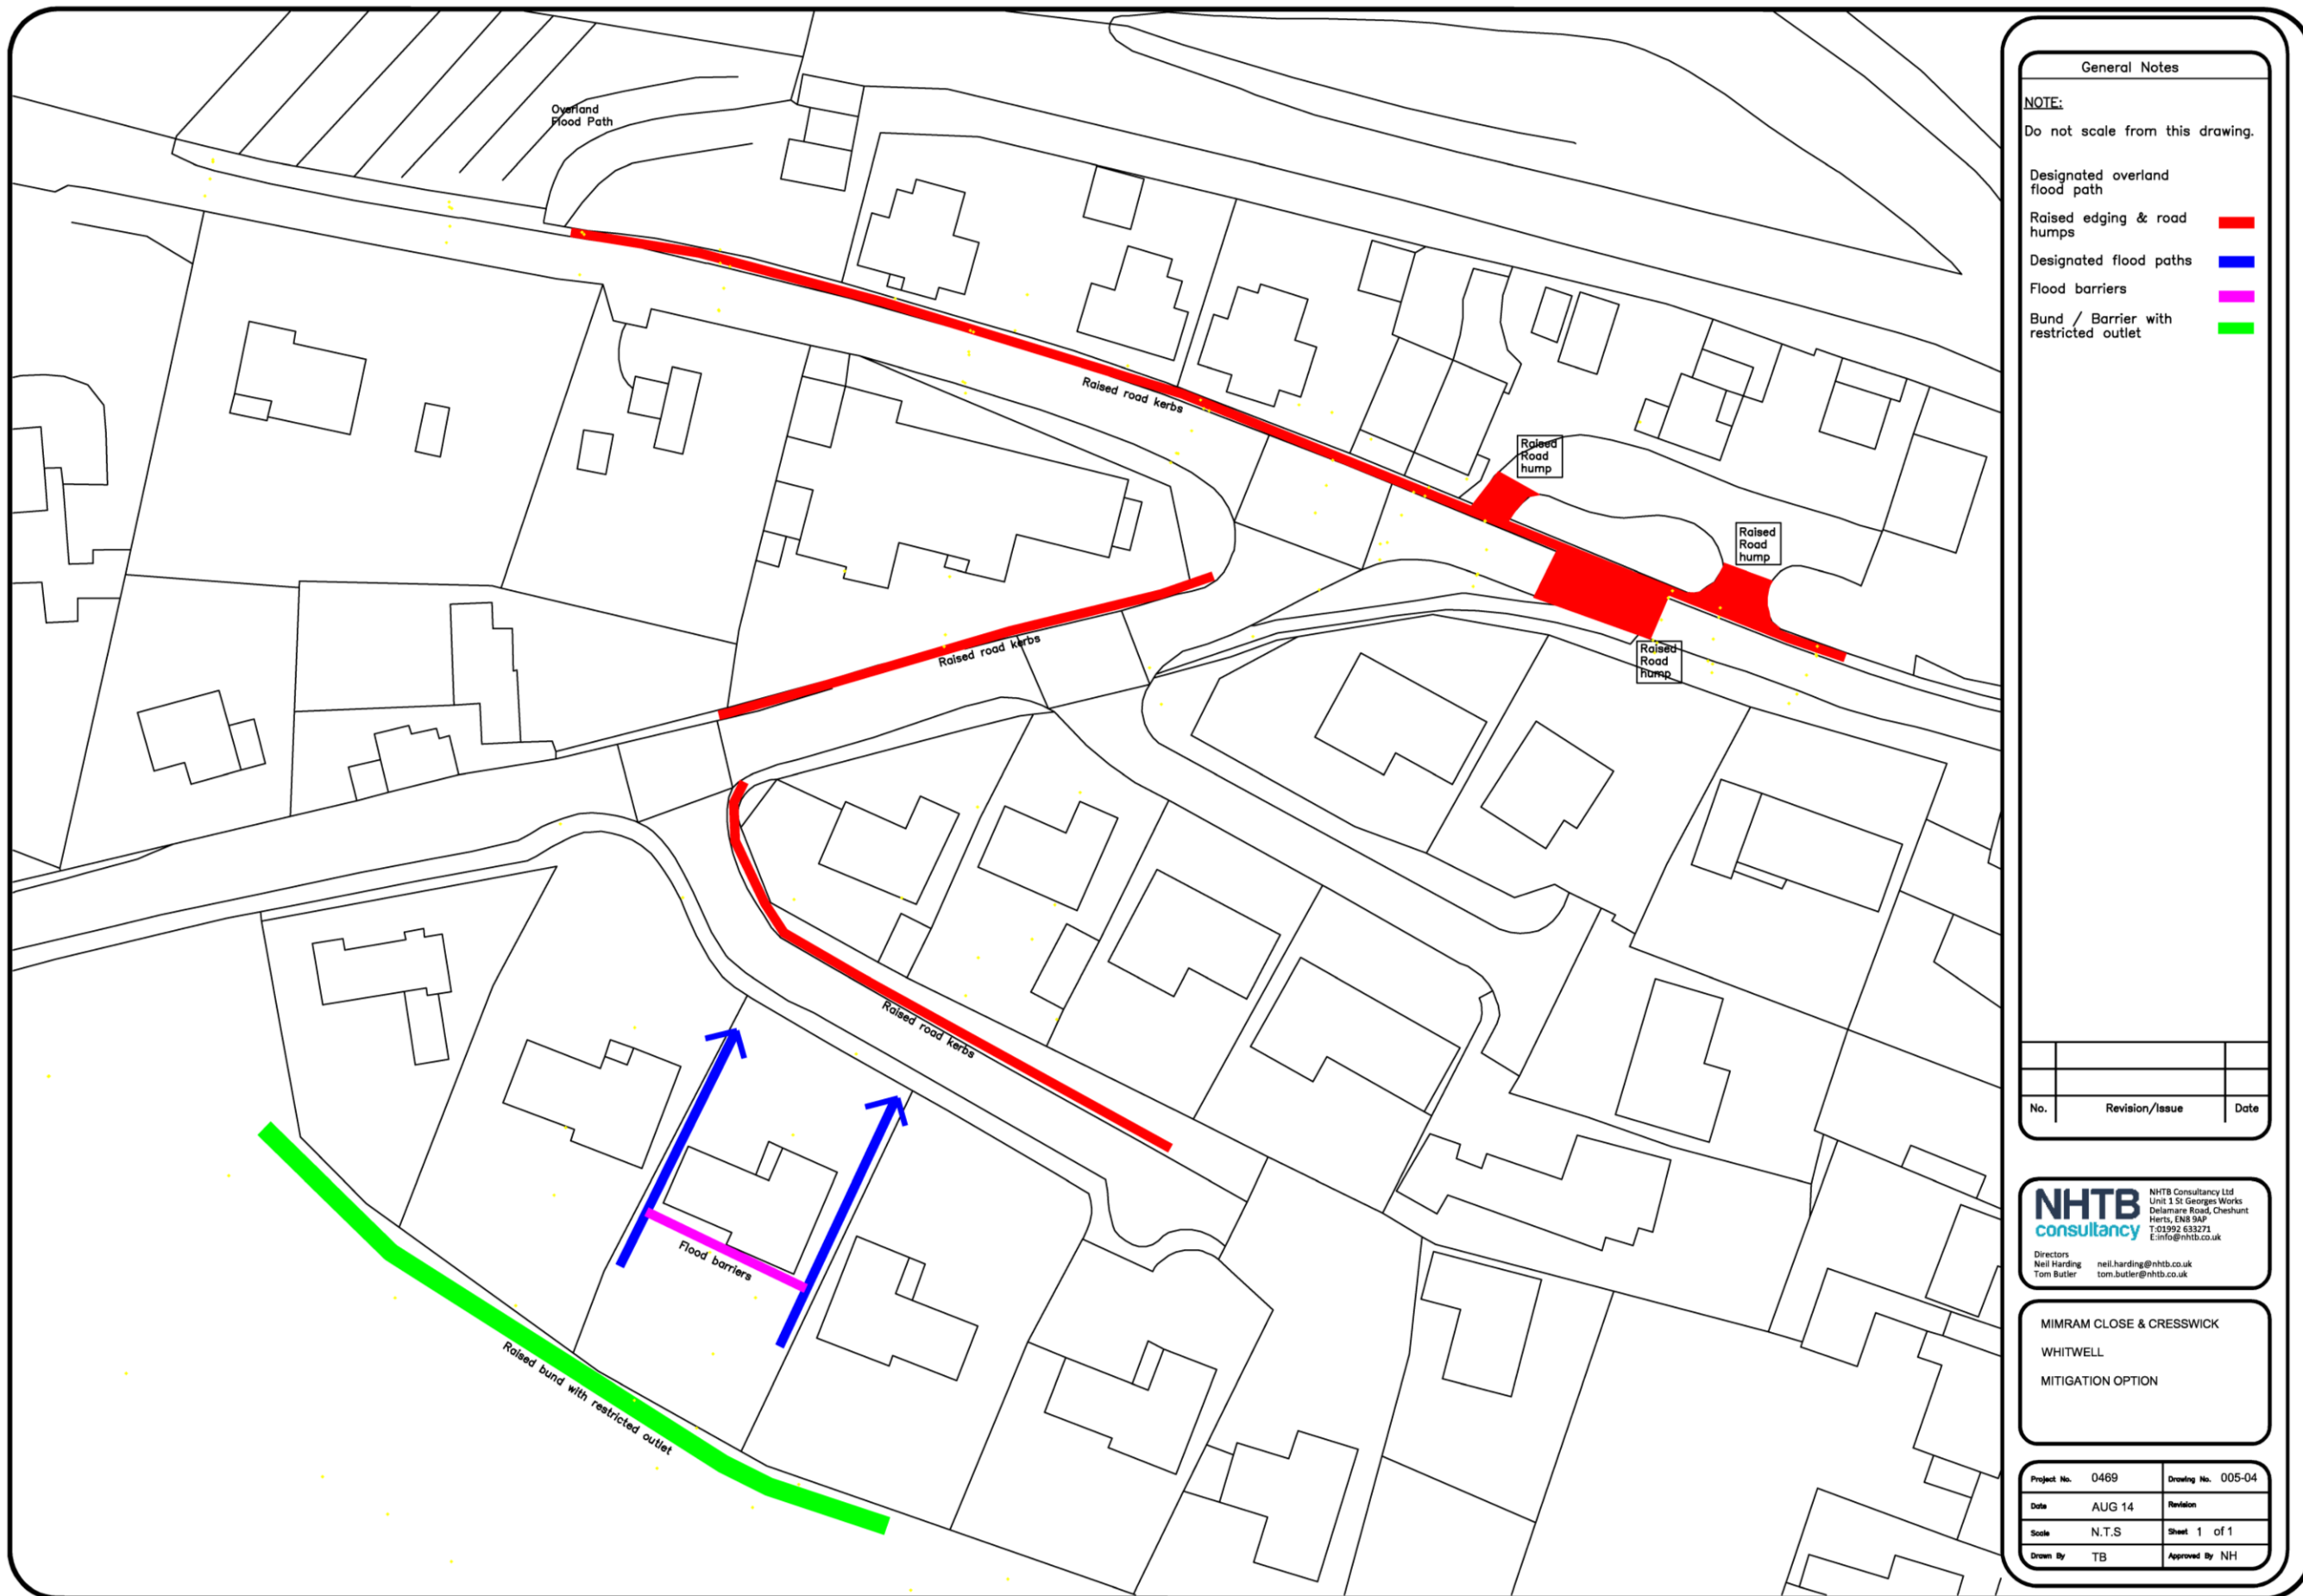 Overland
Flood Path
Raised road kerbs
Raised
Road
hump
Raised
Road
hump
Raised road kerbs
Raised
Road
hump
Raised road kerbs
Flood barriers
Raised bund with restricted outlet
General Notes
NOTE:
Do not scale from this drawing.
Designated overland
flood path
Raised edging & road
humps
Designated flood paths
Flood barriers
Bund / Barrier with
restricted outlet
No. Revision/Issue Date
NHTB
consultancy
NHTB Consultancy Ltd
Unit 1 St Georges Works
Delamare Road, Cheshunt
Herts, EN8 9AP
T:01992 633271
E:info@nhtb.co.uk
Directors
Neil Harding neil.harding@nhtb.co.uk
Tom Butler tom.butler@nhtb.co.uk
MIMRAM CLOSE & CRESSWICK
WHITWELL
MITIGATION OPTION
Project No. 0469 Drawing No. 005-04
Date AUG 14 Revision
Scale N.T.S Sheet 1 of 1
Drawn By TB Approved By NH